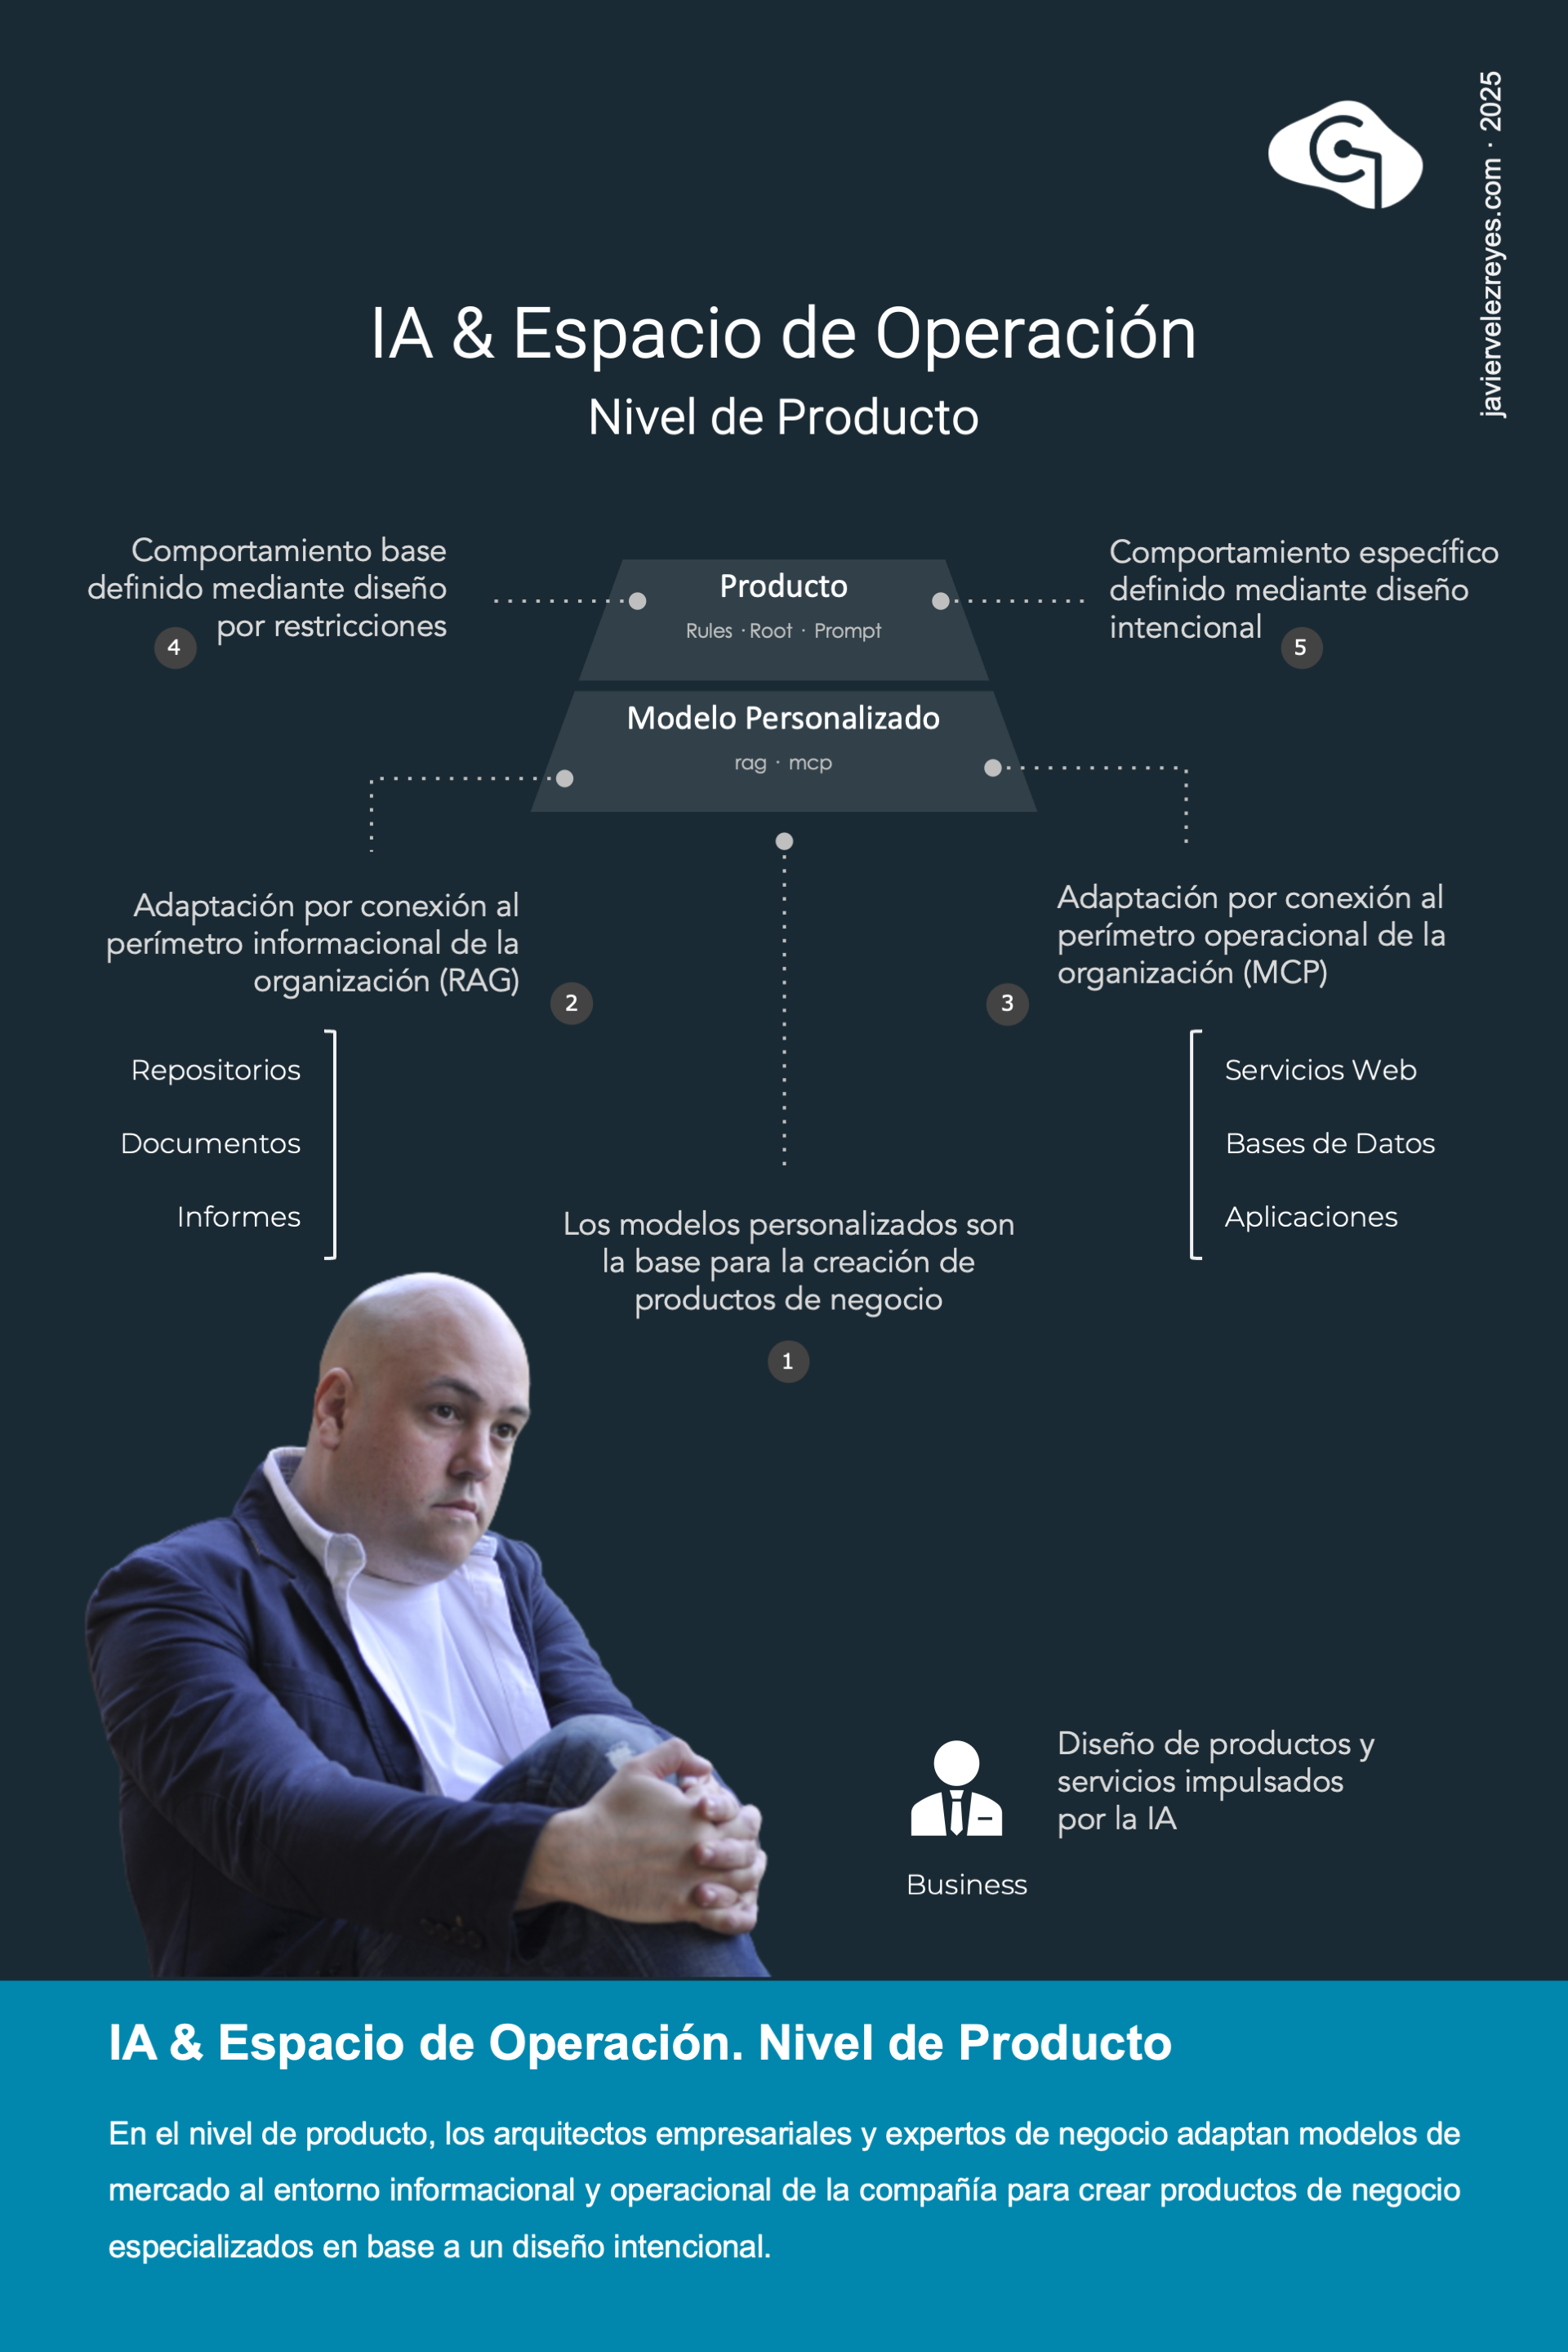 javiervelezreyes.com · 2025
IA & Espacio de Operación
Nivel de Producto
Comportamiento base
definido mediante diseño
por restricciones
4
Producto
Rules · Root · Prompt
Comportamiento específico
definido mediante diseño
intencional
5
Modelo Personalizado
rag · mcp
Adaptación por conexión al
perímetro informacional de la
organización (RAG)
2
Repositorios
Documentos
Informes
3
Adaptación por conexión al
perímetro operacional de la
organización (MCP)
Servicios Web
Bases de Datos
Aplicaciones
Los modelos personalizados son
la base para la creación de
productos de negocio
1
Business
Diseño de productos y
servicios impulsados
por la IA
IA & Espacio de Operación. Nivel de Producto
En el nivel de producto, los arquitectos empresariales y expertos de negocio adaptan modelos de
mercado al entorno informacional y operacional de la compañía para crear productos de negocio
especializados en base a un diseño intencional.